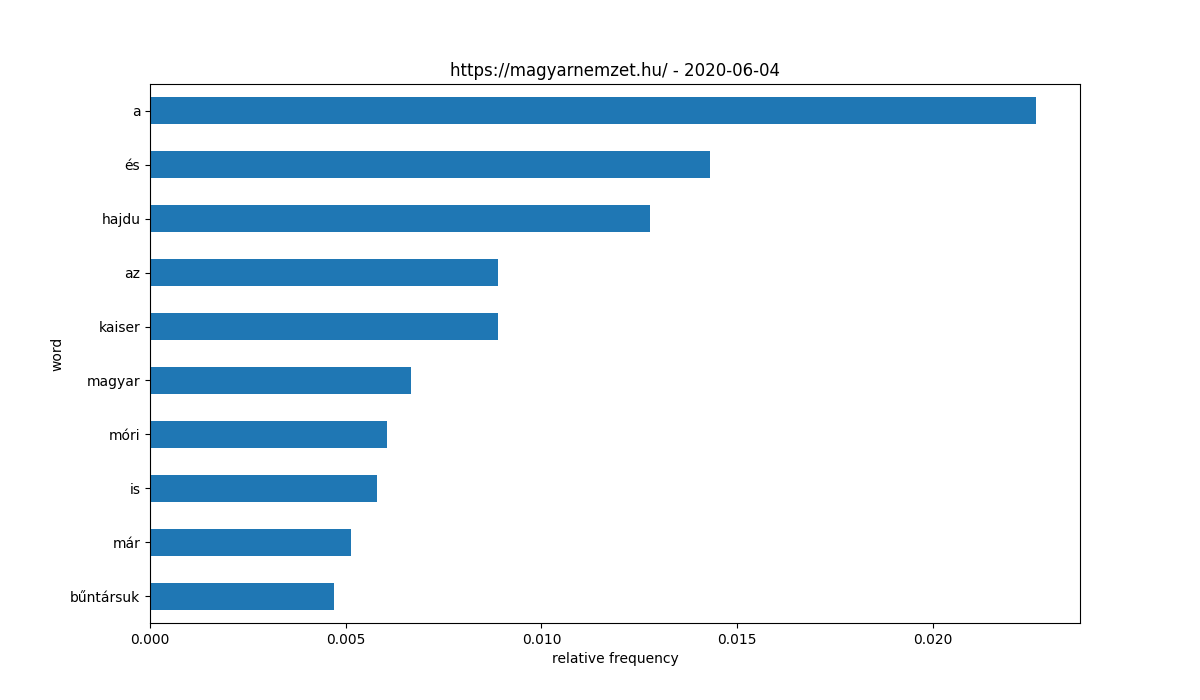 https://magyarnemzet.hu/ - 2020-06-04
a
és
hajdu
az
kaiser
magyar
móri
is
már
bűntársuk
word
0.000 0.005 0.010 0.015 0.020
relative frequency